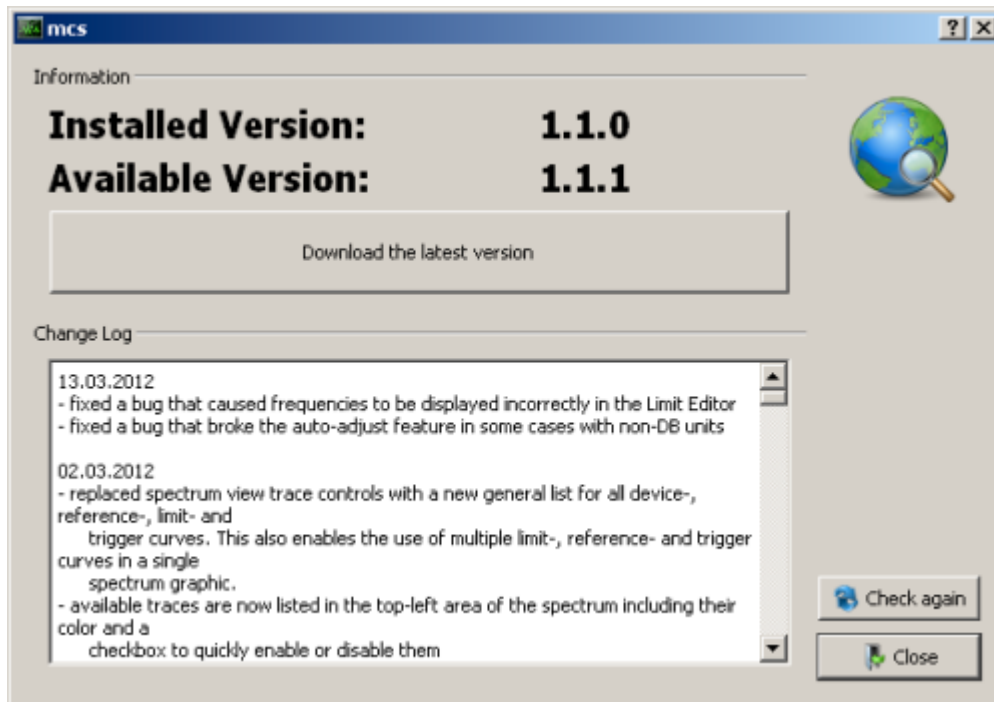 mcs
Information
Installed Version: 1.1.0
Available Version: 1.1.1
Download the latest version
Change Log
13.03.2012
- fixed a bug that caused frequencies to be displayed incorrectly in the Limit Editor
- fixed a bug that broke the auto-adjust feature in some cases with non-DB units
02.03.2012
- replaced spectrum view trace controls with a new general list for all device-,
reference-, limit- and
trigger curves. This also enables the use of multiple limit-, reference- and trigger
curves in a single
spectrum graphic.
- available traces are now listed in the top-left area of the spectrum including their
color and a
checkbox to quickly enable or disable them
Check again
Close